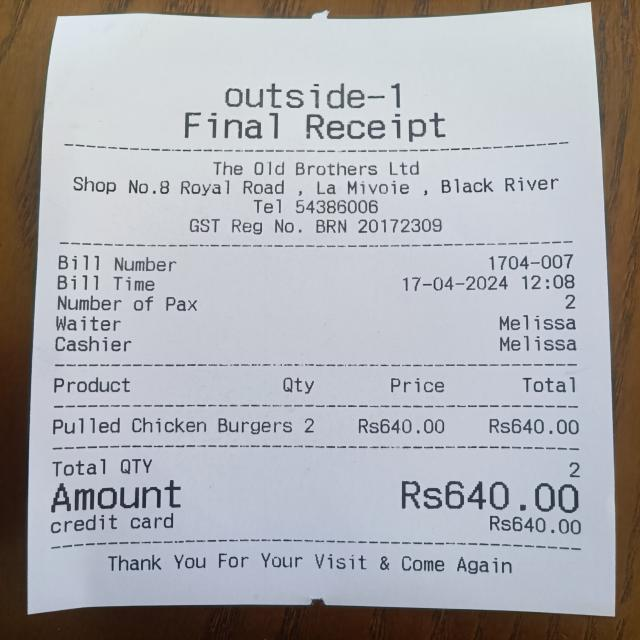 outside-1
Final Receipt
The Old Brothers Ltd
Shop No.8 Royal Road , La Mivoie , Black River
Tel 54386006
GST Reg No. BRN 20172309
Bill Number 1704-007
Bill Time 17-04-2024 12:08
Number of Pax 2
Waiter Melissa
Cashier Melissa
Product Qty Price Total
Pulled Chicken Burgers 2 Rs640.00 Rs640.00
Total QTY 2
Amount Rs640.00
credit card Rs640.00
Thank You For Your Visit & Come Again